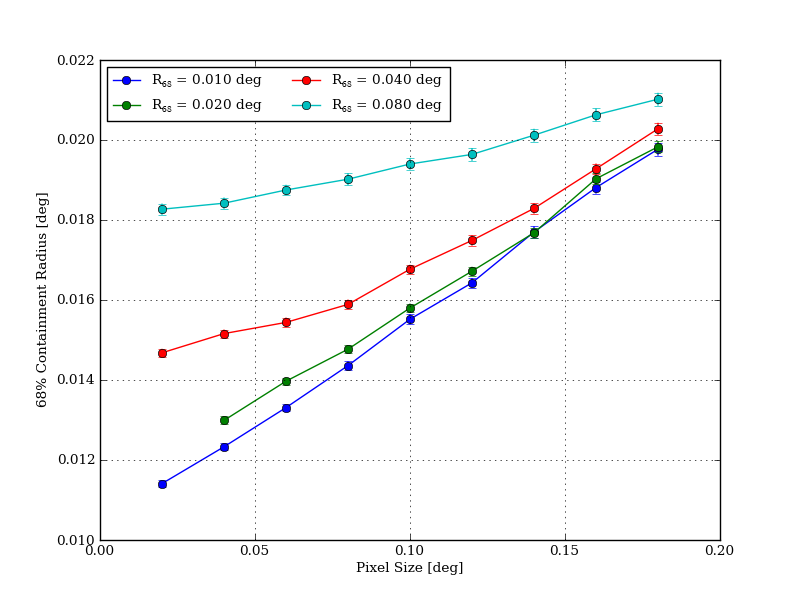 0.022
R₆₈ = 0.010 deg R₆₈ = 0.040 deg
R₆₈ = 0.020 deg R₆₈ = 0.080 deg
0.020
0.018
0.016
0.014
0.012
0.010
68% Containment Radius [deg]
0.00 0.05 0.10 0.15 0.20
Pixel Size [deg]